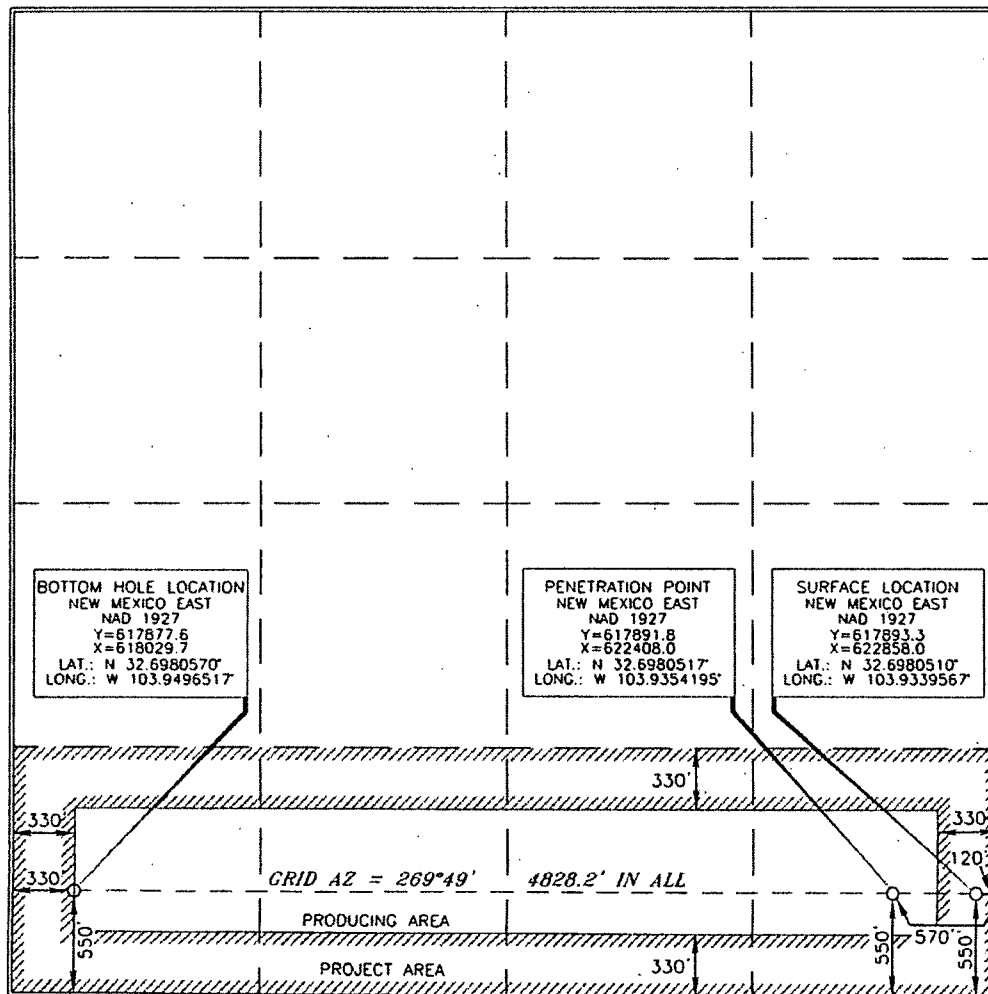 BOTTOM HOLE LOCATION
NEW MEXICO EAST
NAD 1927
Y=617877.6
X=618029.7
LAT.: N 32.6980570°
LONG.: W 103.9496517°
PENETRATION POINT
NEW MEXICO EAST
NAD 1927
Y=617891.8
X=622408.0
LAT.: N 32.6980517°
LONG.: W 103.9354195°
SURFACE LOCATION
NEW MEXICO EAST
NAD 1927
Y=617893.3
X=622858.0
LAT.: N 32.6980510°
LONG.: W 103.9339567°
330'
330
330
120'
330
GRID AZ = 269°49' 4828.2' IN ALL
PRODUCING AREA
570'
550'
550'
550'
PROJECT AREA
330'